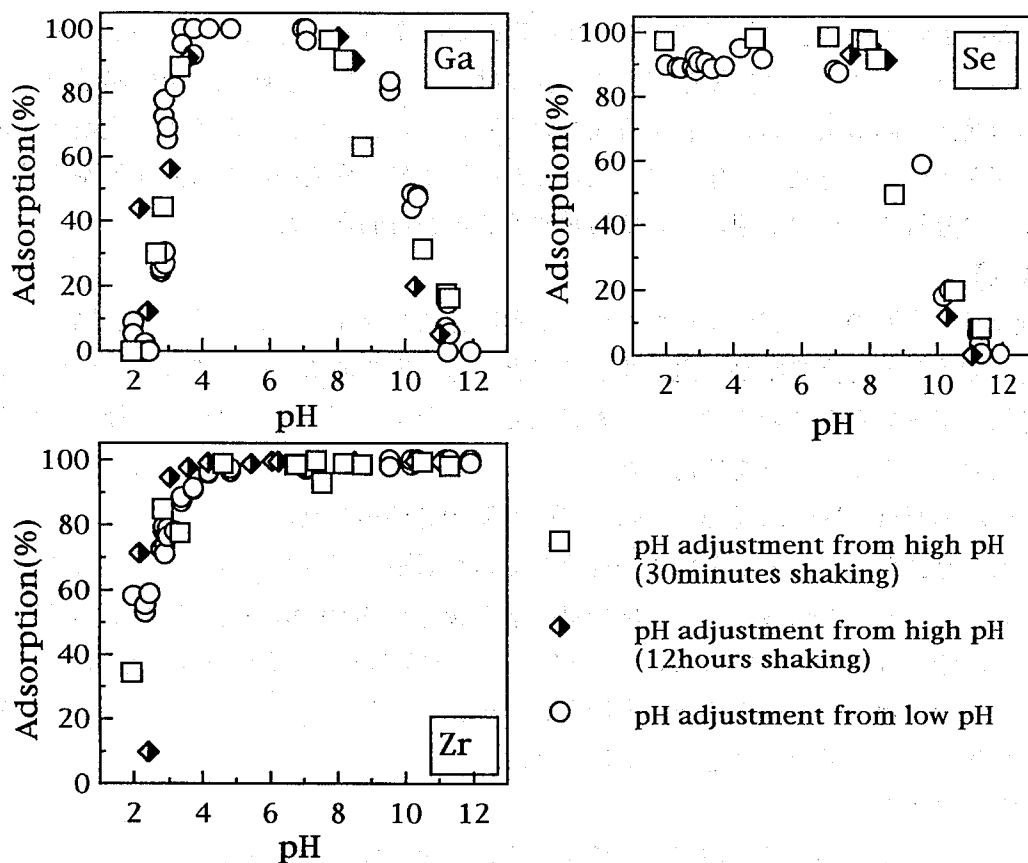 100
80
60
40
20
0
Adsorption(%)
Ga
2 4 6 8 10 12
pH
100
80
60
40
20
0
Adsorption(%)
Se
2 4 6 8 10 12
pH
100
80
60
40
20
0
Adsorption(%)
Zr
2 4 6 8 10 12
pH
pH adjustment from high pH
(30minutes shaking)
pH adjustment from high pH
(12hours shaking)
pH adjustment from low pH